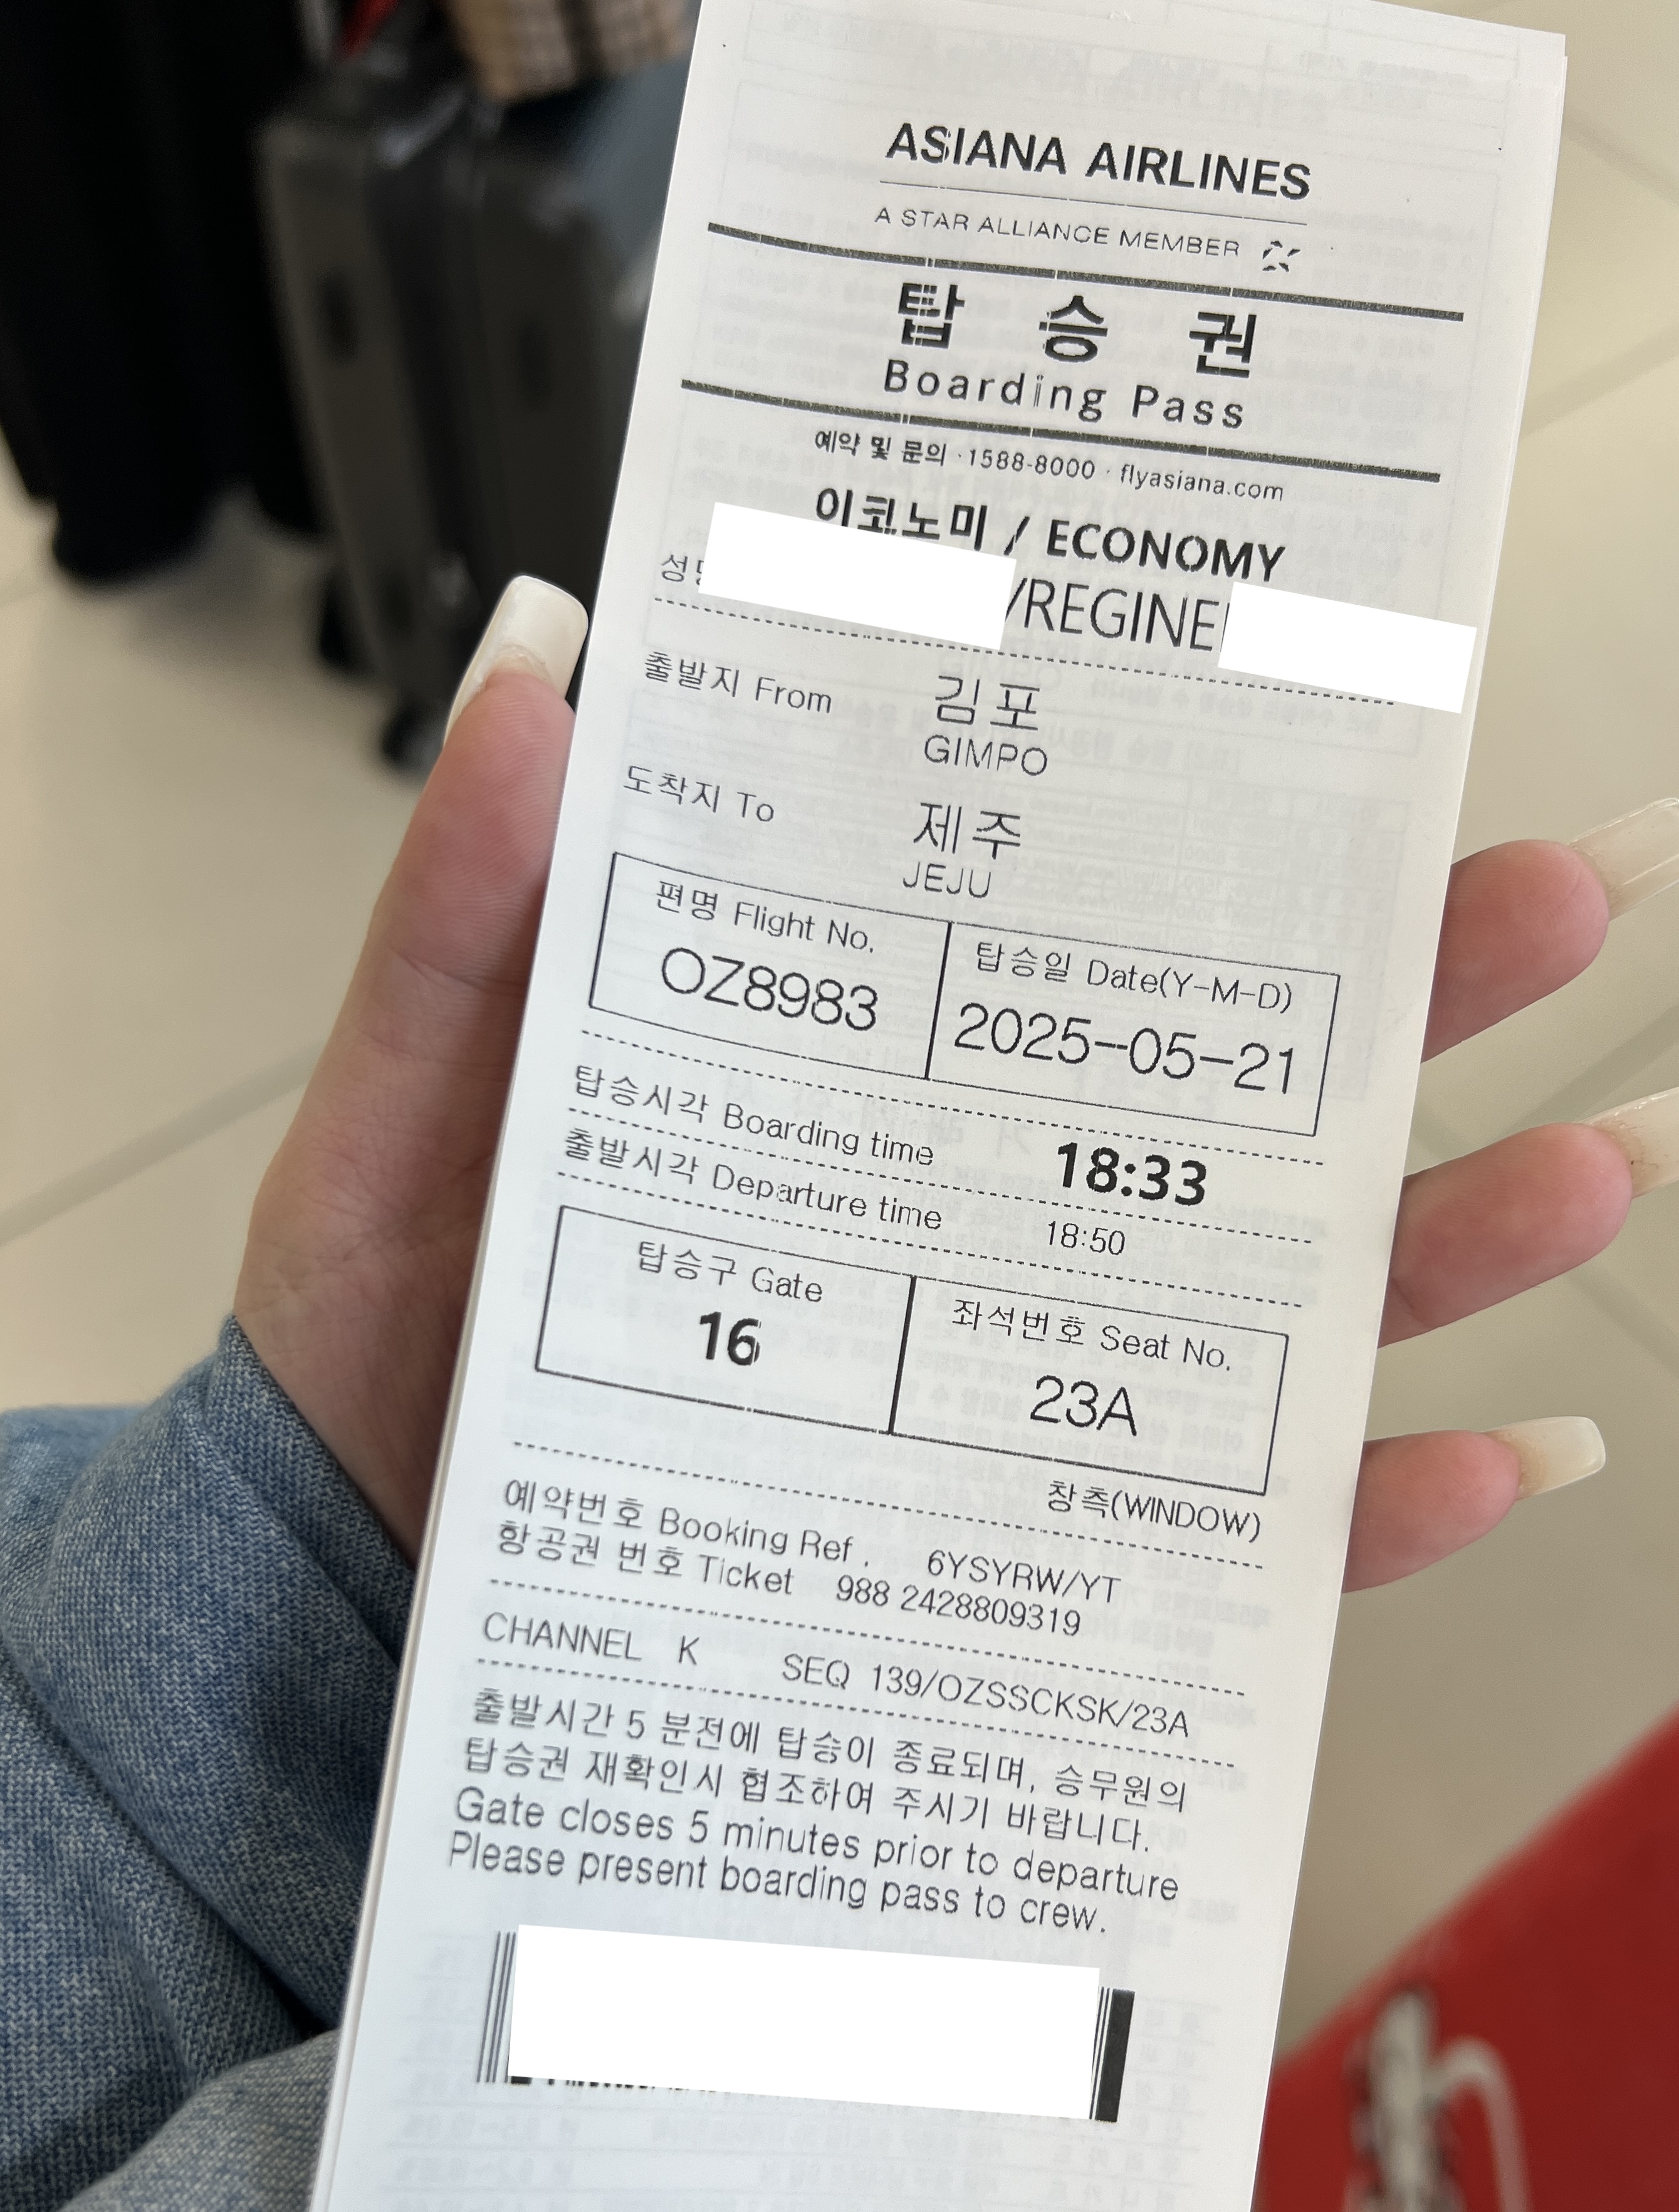 ASIANA AIRLINES
A STAR ALLIANCE MEMBER
탑 승 권
Boarding Pass
예약 및 문의 · 1588-8000 · flyasiana.com
이코노미 / ECONOMY
/REGINE
출발지 From 김포
GIMPO
도착지 To 제주
JEJU
편명 Flight No. 탑승일 Date(Y-M-D)
OZ8983 2025-05-21
탑승시각 Boarding time 18:33
출발시각 Departure time 18:50
탑승구 Gate 좌석번호 Seat No.
16 23A
창측(WINDOW)
예약번호 Booking Ref . 6YSYRW/YT
항공권 번호 Ticket 988 2428809319
CHANNEL K SEQ 139/OZSSCKSK/23A
출발시간 5 분전에 탑승이 종료되며, 승무원의
탑승권 재확인시 협조하여 주시기 바랍니다.
Gate closes 5 minutes prior to departure
Please present boarding pass to crew.